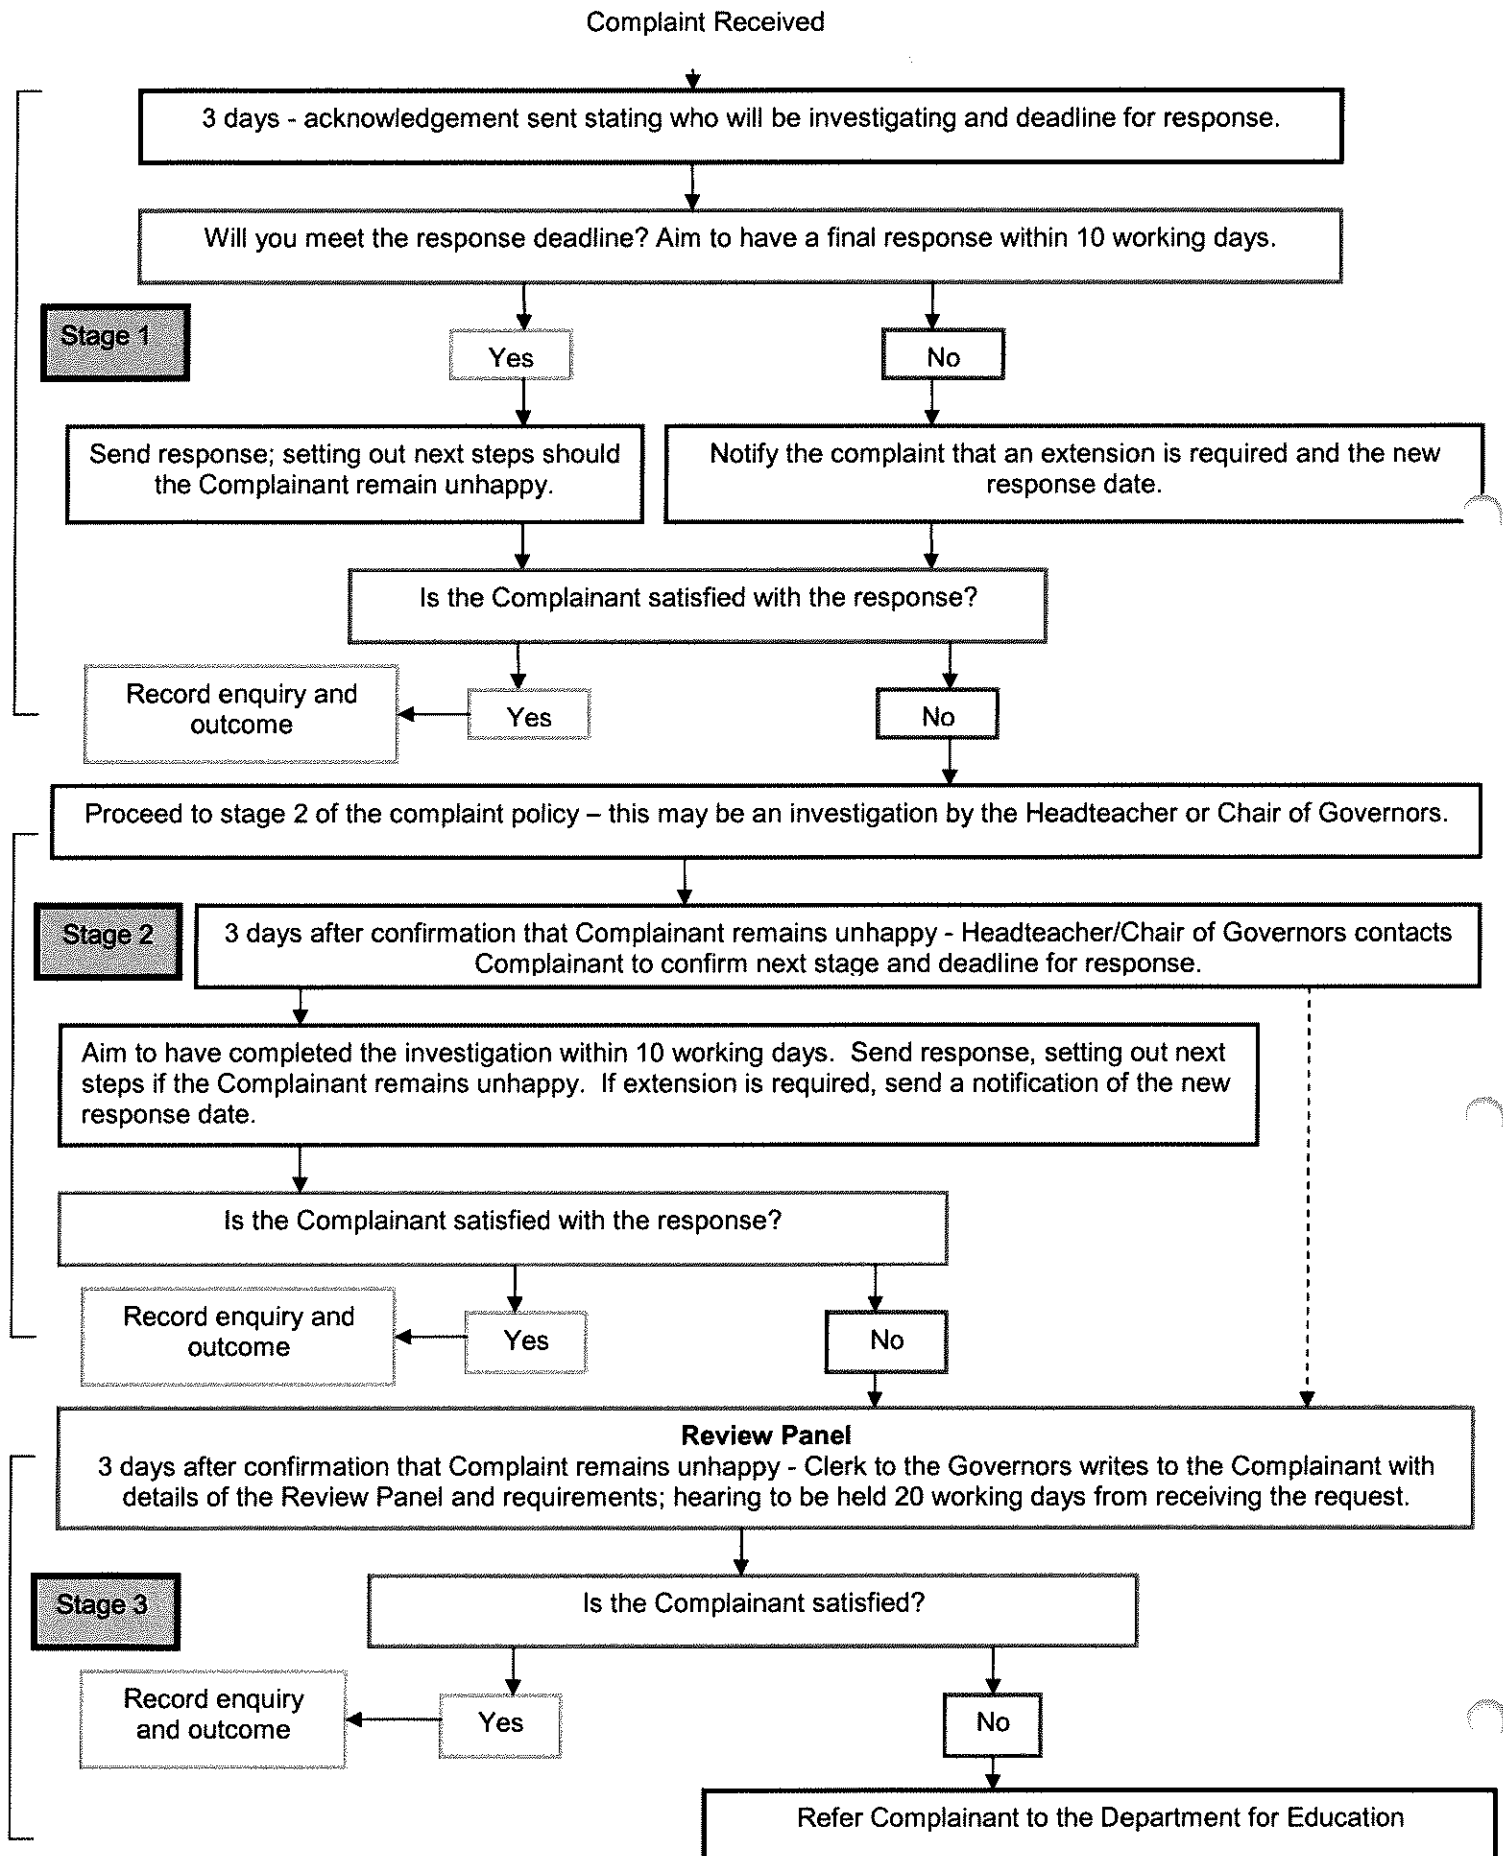 Complaint Received
3 days - acknowledgement sent stating who will be investigating and deadline for response.
Will you meet the response deadline? Aim to have a final response within 10 working days.
Stage 1
Yes
No
Send response; setting out next steps should
the Complainant remain unhappy.
Notify the complaint that an extension is required and the new
response date.
Is the Complainant satisfied with the response?
Record enquiry and
outcome
Yes
No
Proceed to stage 2 of the complaint policy – this may be an investigation by the Headteacher or Chair of Governors.
Stage 2
3 days after confirmation that Complainant remains unhappy - Headteacher/Chair of Governors contacts
Complainant to confirm next stage and deadline for response.
Aim to have completed the investigation within 10 working days.  Send response, setting out next
steps if the Complainant remains unhappy.  If extension is required, send a notification of the new
response date.
Is the Complainant satisfied with the response?
Record enquiry and
outcome
Yes
No
Review Panel
3 days after confirmation that Complaint remains unhappy - Clerk to the Governors writes to the Complainant with
details of the Review Panel and requirements; hearing to be held 20 working days from receiving the request.
Stage 3
Is the Complainant satisfied?
Record enquiry
and outcome
Yes
No
Refer Complainant to the Department for Education